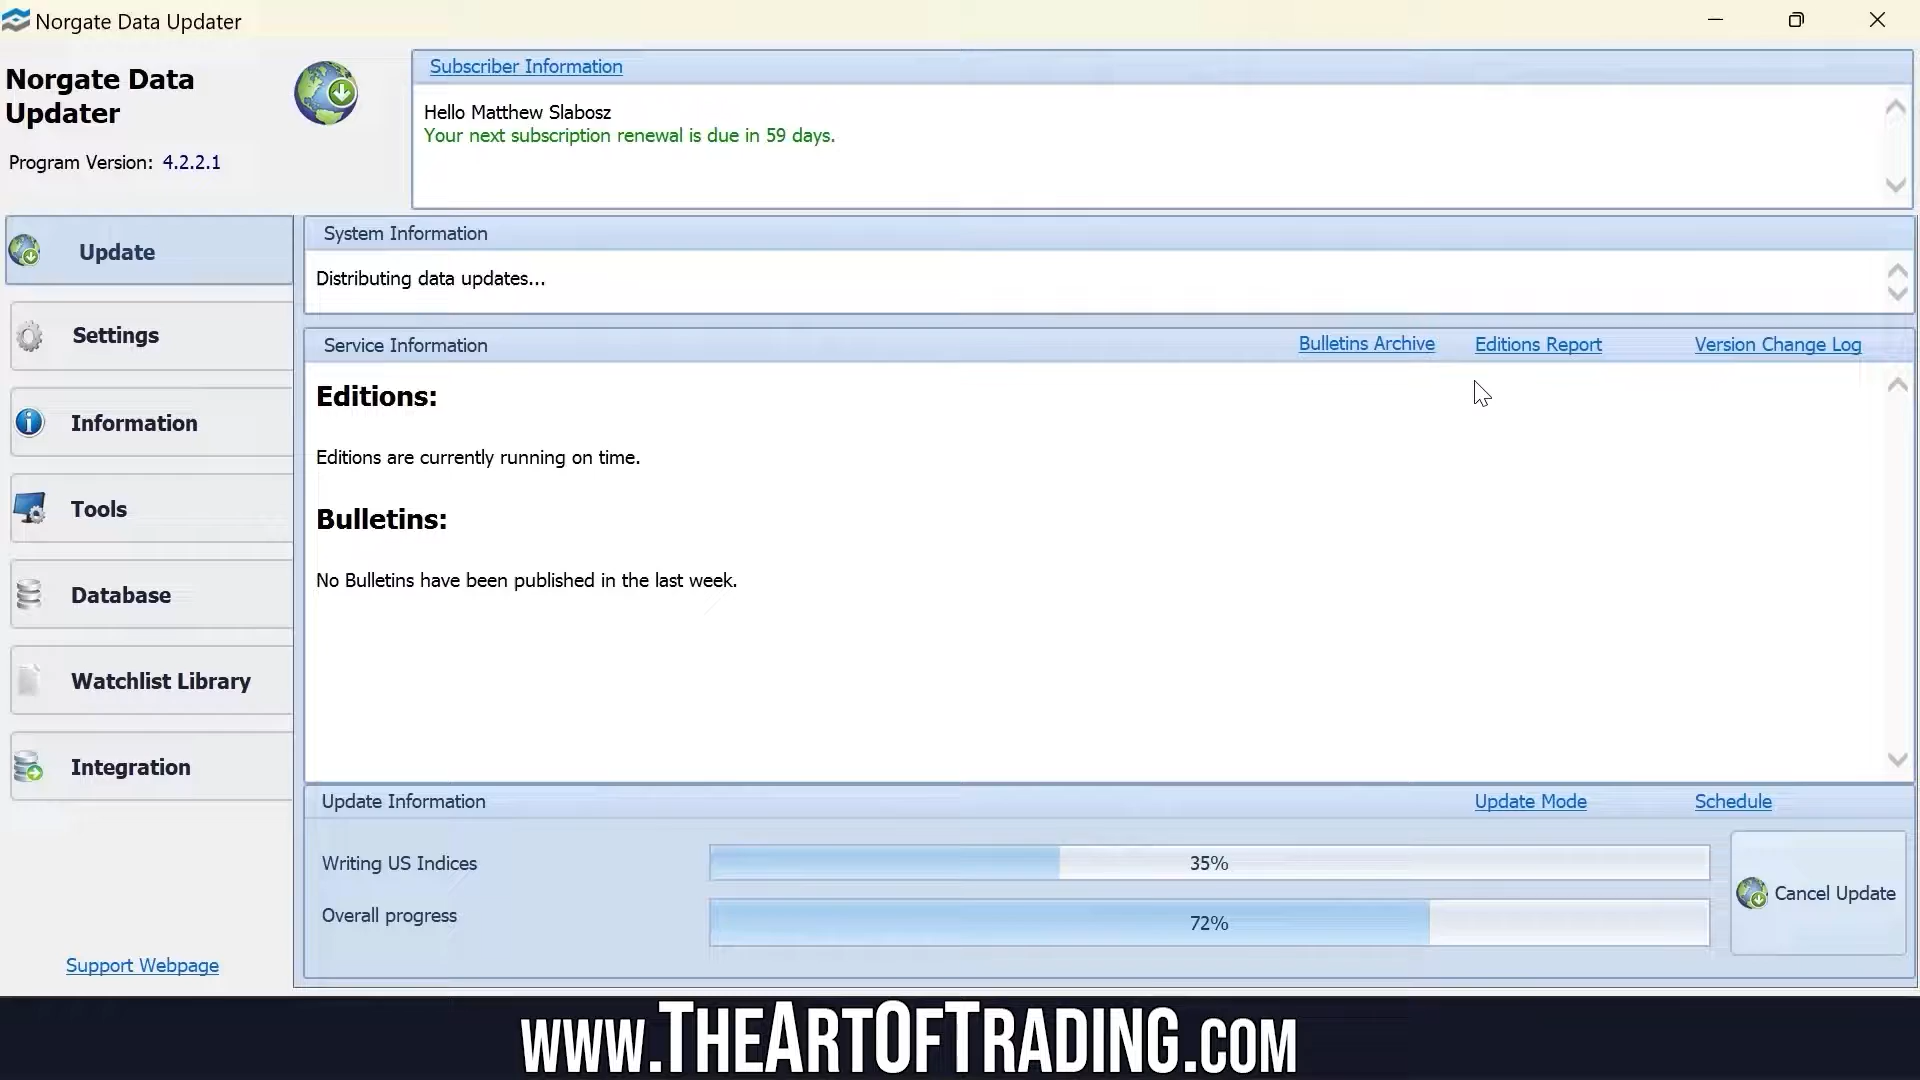 Norgate Data Updater
Norgate Data
Updater
Program Version: 4.2.2.1
Subscriber Information
Hello Matthew Slabosz
Your next subscription renewal is due in 59 days.
Update
Settings
Information
Tools
Database
Watchlist Library
Integration
Support Webpage
System Information
Distributing data updates...
Service Information
Bulletins Archive
Editions Report
Version Change Log
Editions:
Editions are currently running on time.
Bulletins:
No Bulletins have been published in the last week.
Update Information
Update Mode
Schedule
Writing US Indices
35%
Overall progress
72%
Cancel Update
www.TheArtOfTrading.com